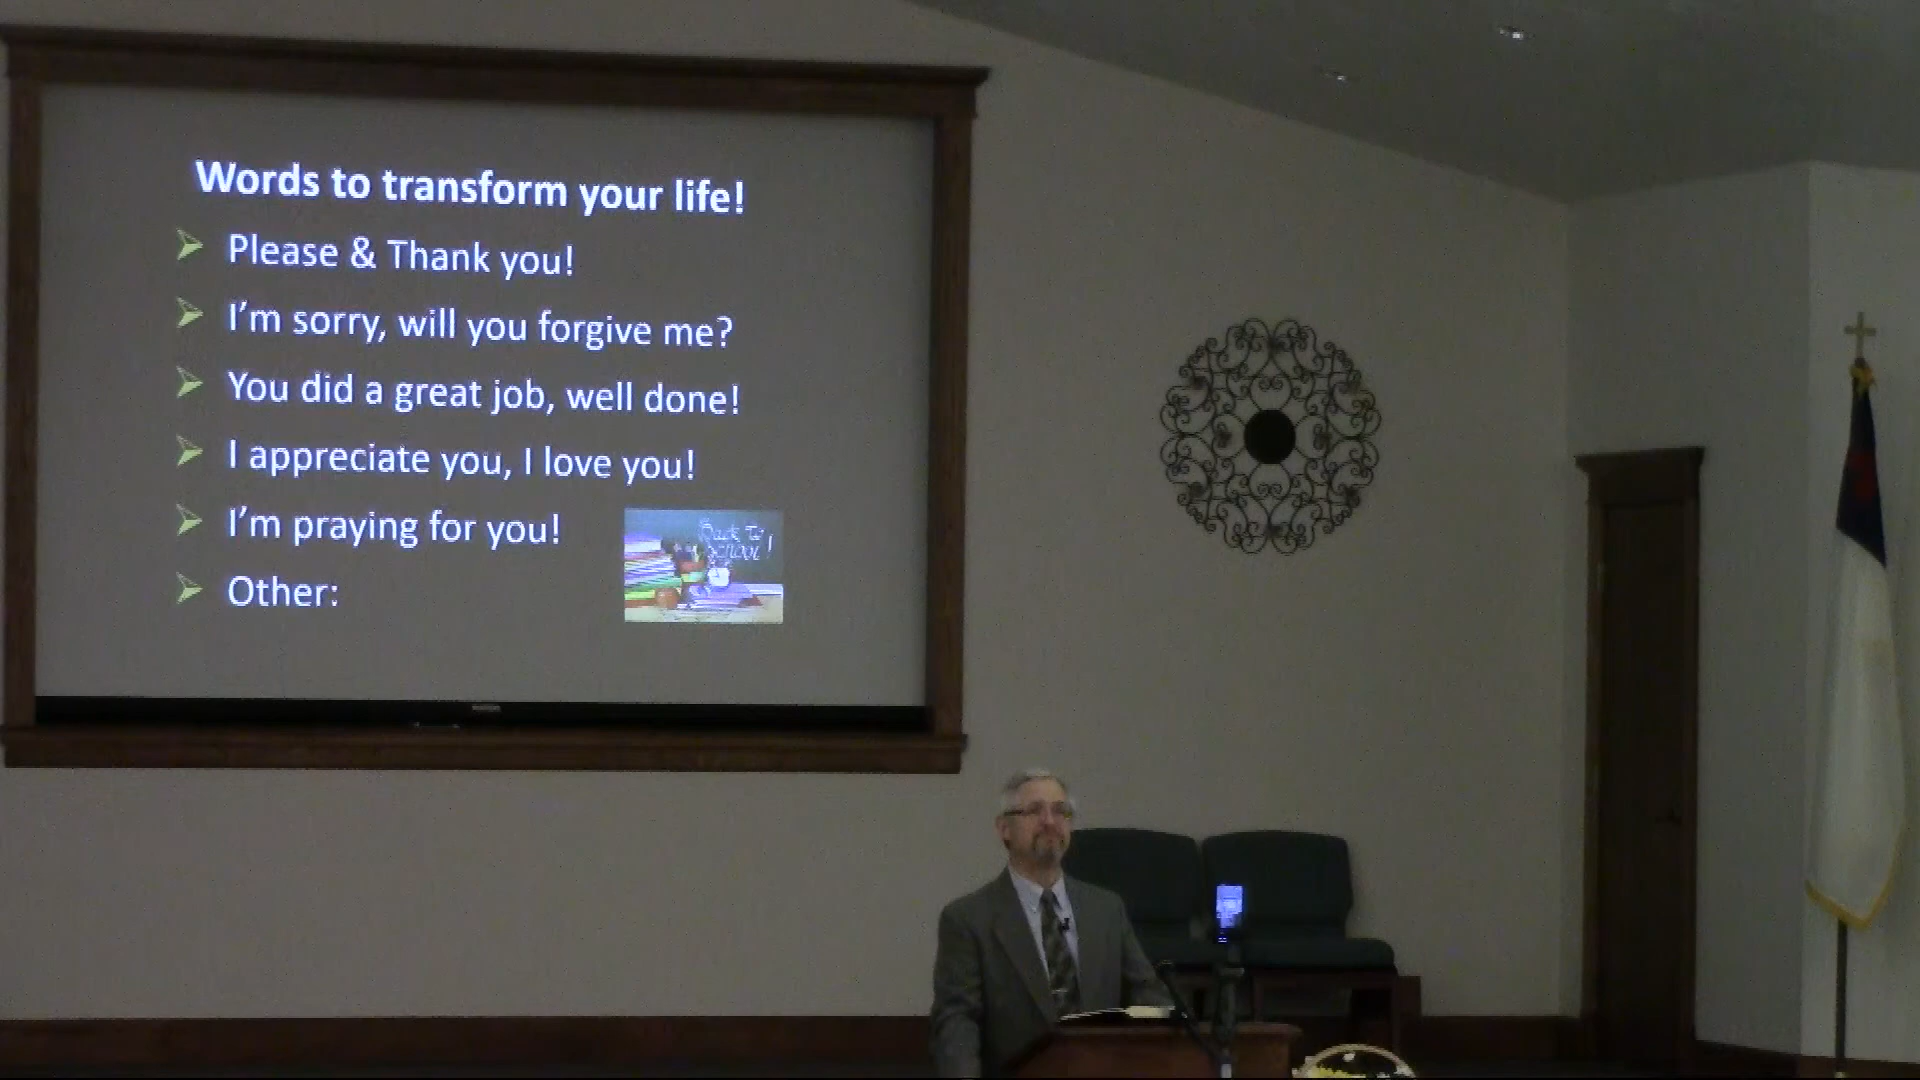 Words to transform your life!
Please & Thank you!
I'm sorry, will you forgive me?
You did a great job, well done!
I appreciate you, I love you!
I'm praying for you!
Other:
Back To
School!